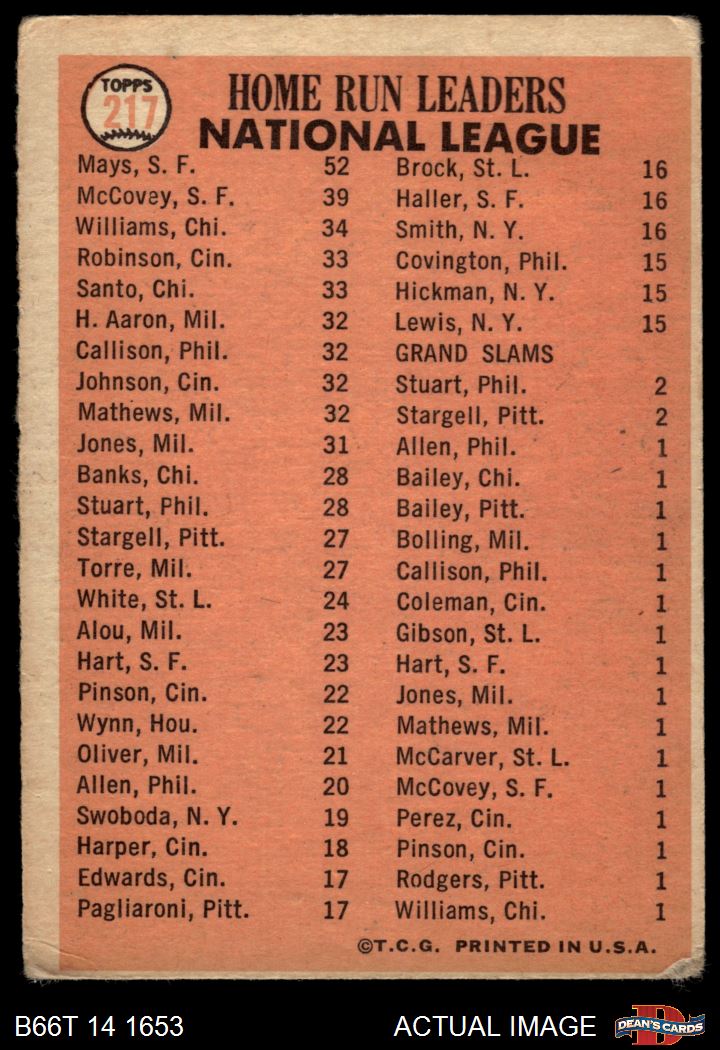 TOPPS
217
HOME RUN LEADERS
NATIONAL LEAGUE
Mays, S. F. 52
McCovey, S. F. 39
Williams, Chi. 34
Robinson, Cin. 33
Santo, Chi. 33
H. Aaron, Mil. 32
Callison, Phil. 32
Johnson, Cin. 32
Mathews, Mil. 32
Jones, Mil. 31
Banks, Chi. 28
Stuart, Phil. 28
Stargell, Pitt. 27
Torre, Mil. 27
White, St. L. 24
Alou, Mil. 23
Hart, S. F. 23
Pinson, Cin. 22
Wynn, Hou. 22
Oliver, Mil. 21
Allen, Phil. 20
Swoboda, N. Y. 19
Harper, Cin. 18
Edwards, Cin. 17
Pagliaroni, Pitt. 17
Brock, St. L. 16
Haller, S. F. 16
Smith, N. Y. 16
Covington, Phil. 15
Hickman, N. Y. 15
Lewis, N. Y. 15
GRAND SLAMS
Stuart, Phil. 2
Stargell, Pitt. 2
Allen, Phil. 1
Bailey, Chi. 1
Bailey, Pitt. 1
Bolling, Mil. 1
Callison, Phil. 1
Coleman, Cin. 1
Gibson, St. L. 1
Hart, S. F. 1
Jones, Mil. 1
Mathews, Mil. 1
McCarver, St. L. 1
McCovey, S. F. 1
Perez, Cin. 1
Pinson, Cin. 1
Rodgers, Pitt. 1
Williams, Chi. 1
©T.C.G. PRINTED IN U.S.A.
B66T 14 1653
ACTUAL IMAGE
D
DEAN'S CARDS